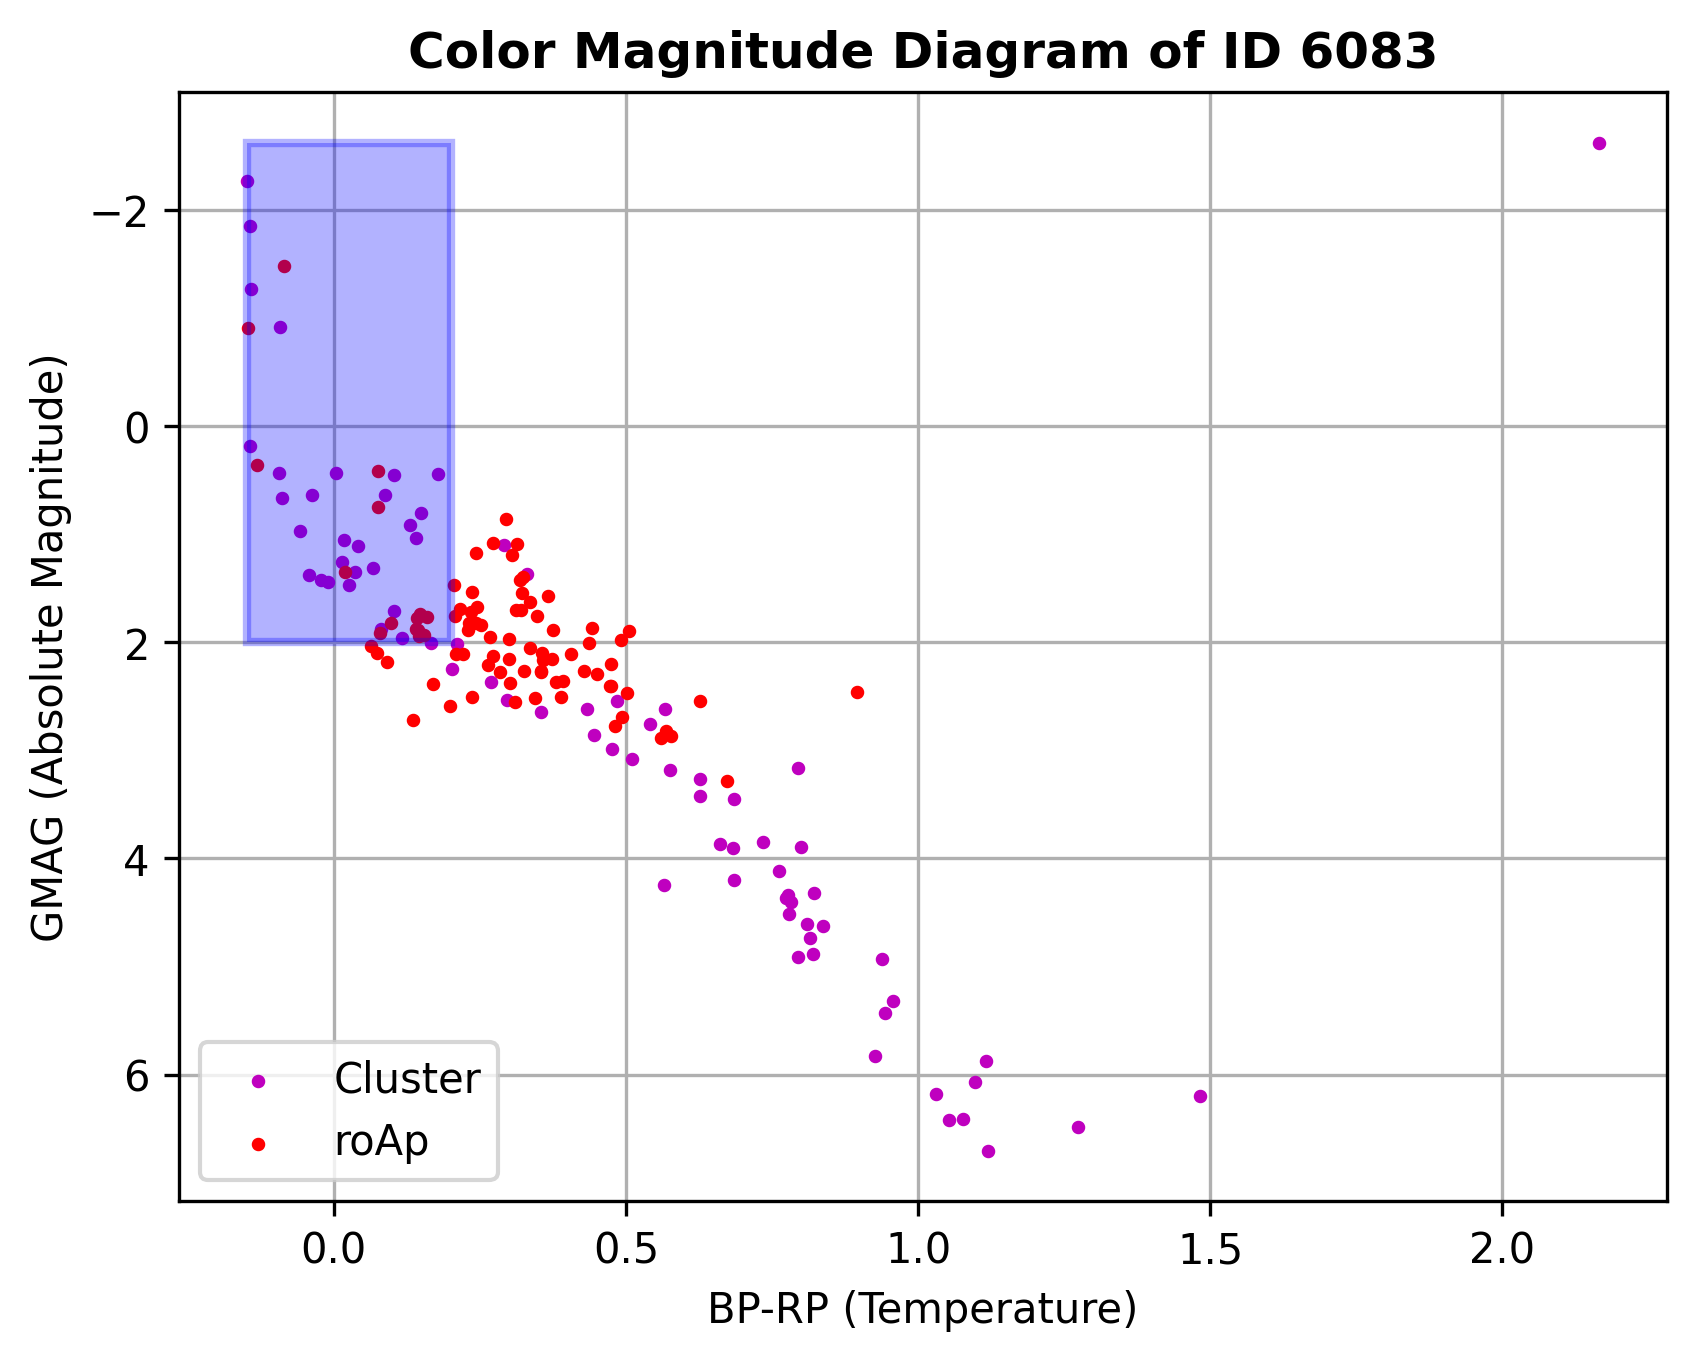 Color Magnitude Diagram of ID 6083
GMAG (Absolute Magnitude)
−2
0
2
4
6
Cluster
roAp
0.0 0.5 1.0 1.5 2.0
BP-RP (Temperature)